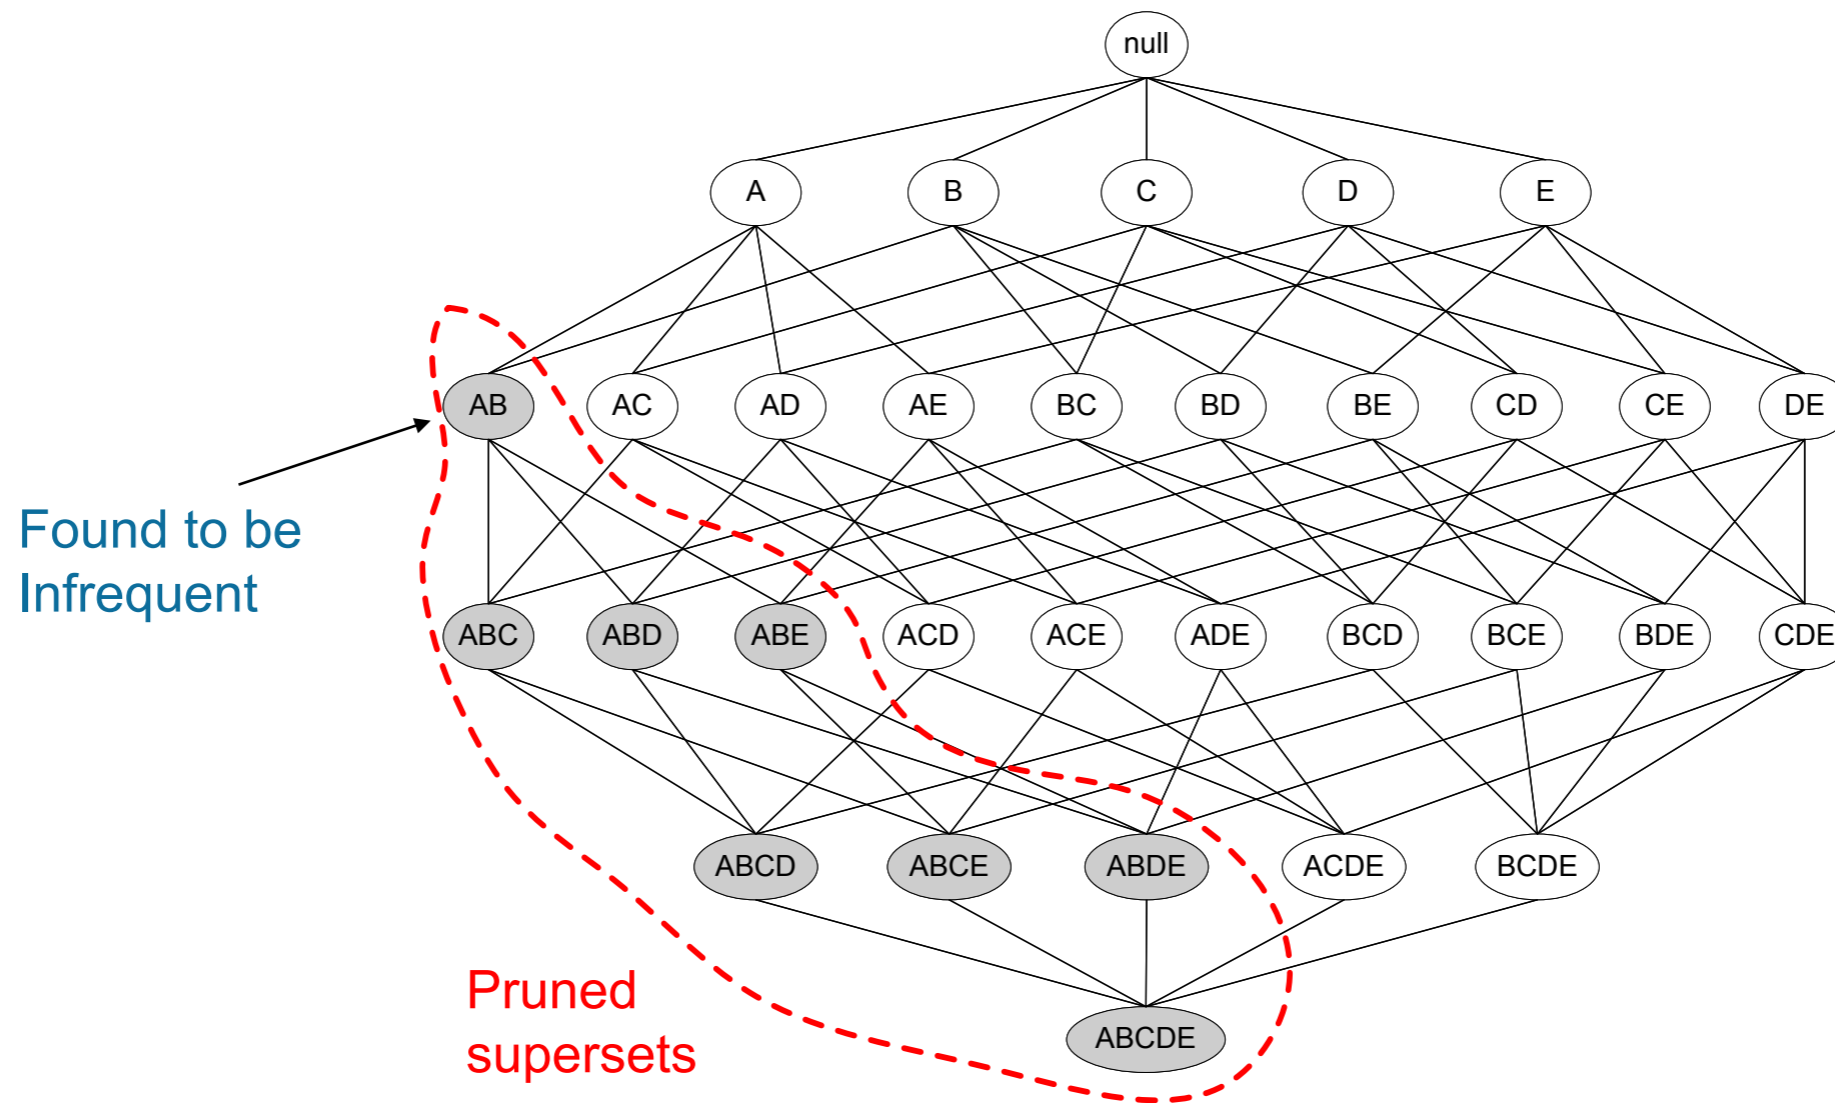 null
A B C D E
AB AC AD AE BC BD BE CD CE DE
Found to be
Infrequent
ABC ABD ABE ACD ACE ADE BCD BCE BDE CDE
ABCD ABCE ABDE ACDE BCDE
Pruned
supersets
ABCDE